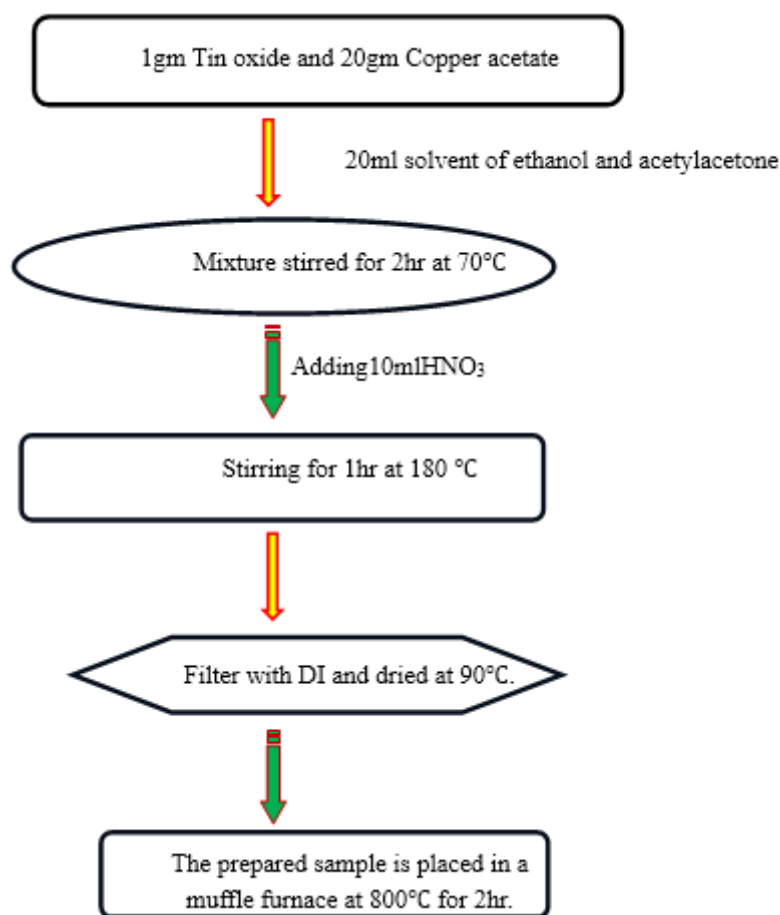 1gm Tin oxide and 20gm Copper acetate
20ml solvent of ethanol and acetylacetone
Mixture stirred for 2hr at 70℃
Adding10mlHNO₃
Stirring for 1hr at 180 ℃
Filter with DI and dried at 90℃.
The prepared sample is placed in a
muffle furnace at 800℃ for 2hr.